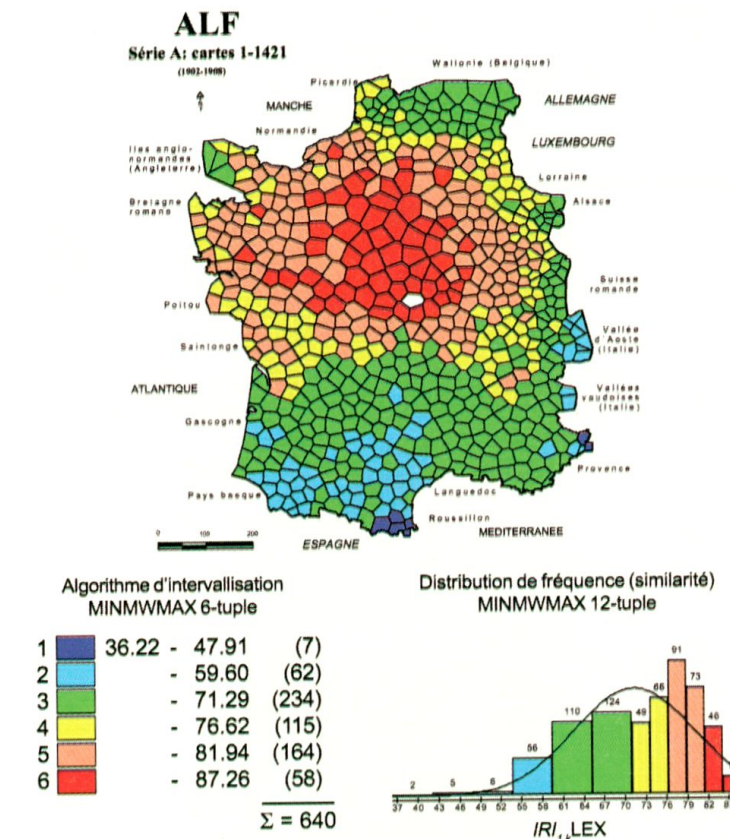 ALF
Série A: cartes 1-1421
(1902-1908)
Wallonie (Belgique)
Picardie
ALLEMAGNE
MANCHE
Normandie
LUXEMBOURG
Iles anglo-
normandes
(Angleterre)
Lorraine
Alsace
Bretagne
romane
Suisse
romande
Poitou
Vallée
d'Aoste
(Italie)
Saintonge
ATLANTIQUE
Vallées
vaudoises
(Italie)
Gascogne
Provence
Pays basque
Languedoc
Roussillon
MEDITERRANEE
0 100 200
ESPAGNE
Algorithme d'intervallisation
MINMWMAX 6-tuple
1 36.22 - 47.91 (7)
2 - 59.60 (62)
3 - 71.29 (234)
4 - 76.62 (115)
5 - 81.94 (164)
6 - 87.26 (58)
Σ = 640
Distribution de fréquence (similarité)
MINMWMAX 12-tuple
91
73
66
124
110
49
46
56
2 5 6
37 40 43 46 49 52 55 58 61 64 67 70 73 76 79 82
LEX